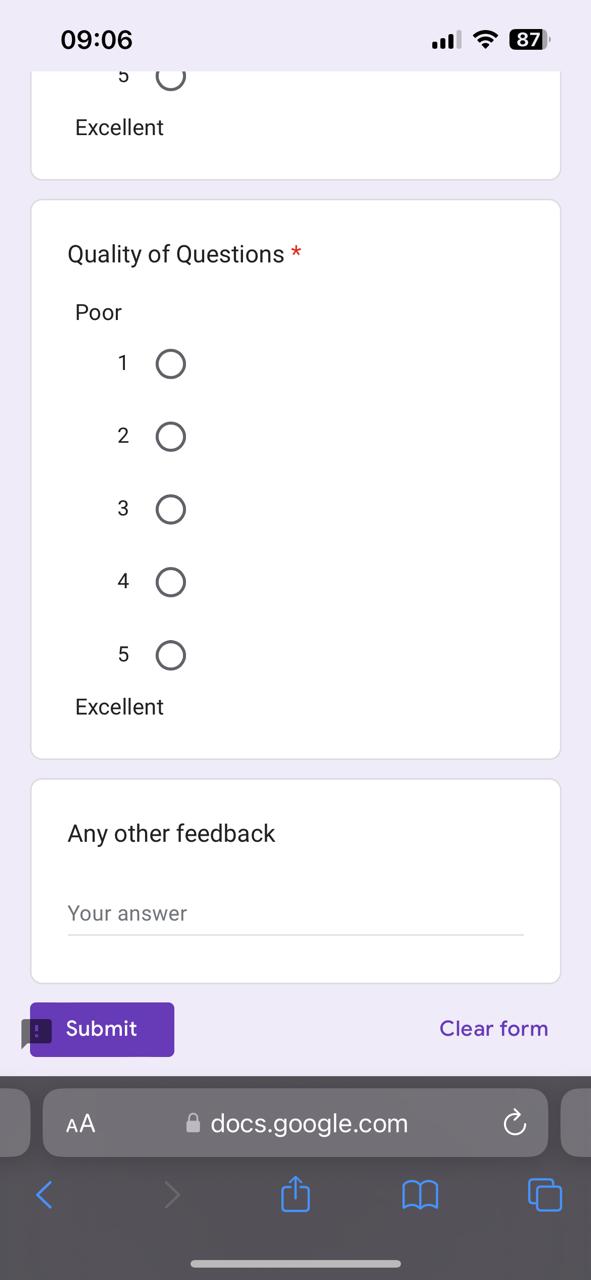 09:06
87
5
Excellent
Quality of Questions *
Poor
1
2
3
4
5
Excellent
Any other feedback
Your answer
Submit
Clear form
AA
docs.google.com